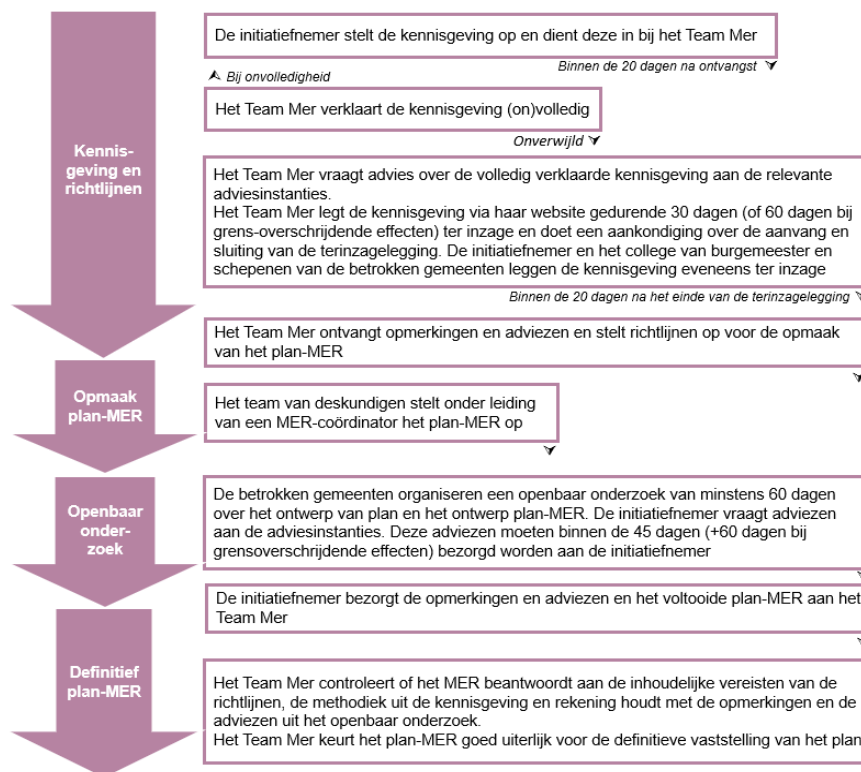 De initiatiefnemer stelt de kennisgeving op en dient deze in bij het Team Mer
Binnen de 20 dagen na ontvangst
Bij onvolledigheid
Het Team Mer verklaart de kennisgeving (on)volledig
Onverwijld
Kennis-
geving en
richtlijnen
Het Team Mer vraagt advies over de volledig verklaarde kennisgeving aan de relevante
adviesinstanties.
Het Team Mer legt de kennisgeving via haar website gedurende 30 dagen (of 60 dagen bij
grens-overschrijdende effecten) ter inzage en doet een aankondiging over de aanvang en
sluiting van de terinzagelegging. De initiatiefnemer en het college van burgemeester en
schepenen van de betrokken gemeenten leggen de kennisgeving eveneens ter inzage
Binnen de 20 dagen na het einde van de terinzagelegging
Het Team Mer ontvangt opmerkingen en adviezen en stelt richtlijnen op voor de opmaak
van het plan-MER
Opmaak
plan-MER
Het team van deskundigen stelt onder leiding
van een MER-coördinator het plan-MER op
Openbaar
onder-
zoek
De betrokken gemeenten organiseren een openbaar onderzoek van minstens 60 dagen
over het ontwerp van plan en het ontwerp plan-MER. De initiatiefnemer vraagt adviezen
aan de adviesinstanties. Deze adviezen moeten binnen de 45 dagen (+60 dagen bij
grensoverschrijdende effecten) bezorgd worden aan de initiatiefnemer
De initiatiefnemer bezorgt de opmerkingen en adviezen en het voltooide plan-MER aan het
Team Mer
Definitief
plan-MER
Het Team Mer controleert of het MER beantwoordt aan de inhoudelijke vereisten van de
richtlijnen, de methodiek uit de kennisgeving en rekening houdt met de opmerkingen en de
adviezen uit het openbaar onderzoek.
Het Team Mer keurt het plan-MER goed uiterlijk voor de definitieve vaststelling van het plan